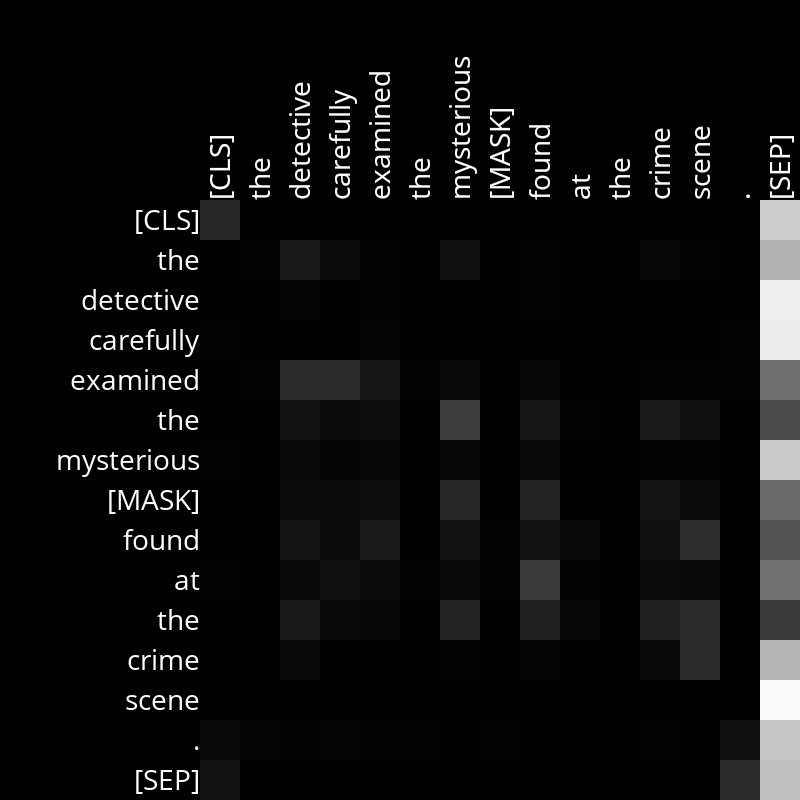 [CLS] the detective carefully examined the mysterious [MASK] found at the crime scene . [SEP]
[CLS]
the
detective
carefully
examined
the
mysterious
[MASK]
found
at
the
crime
scene
.
[SEP]